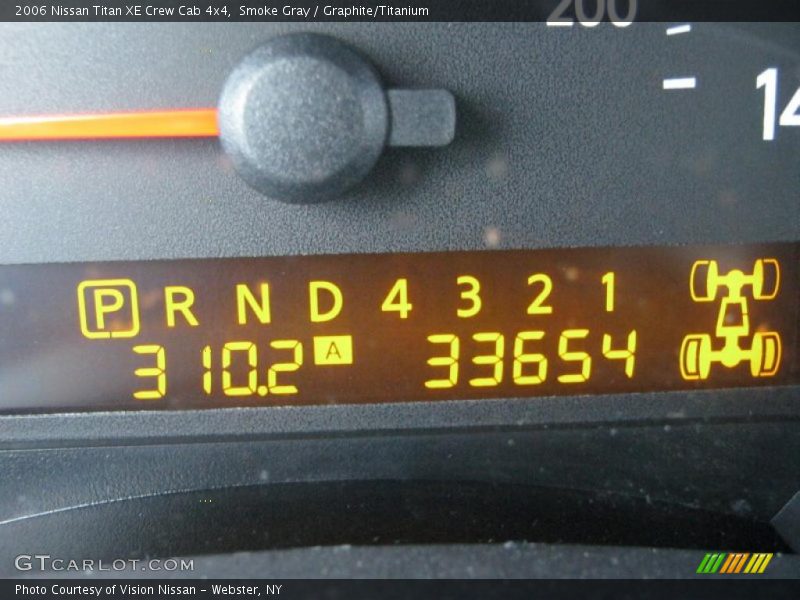 2006 Nissan Titan XE Crew Cab 4x4, Smoke Gray / Graphite/Titanium
200
14
P R N D 4 3 2 1
310.2 A 33654
GTCARLOT.COM
Photo Courtesy of Vision Nissan - Webster, NY